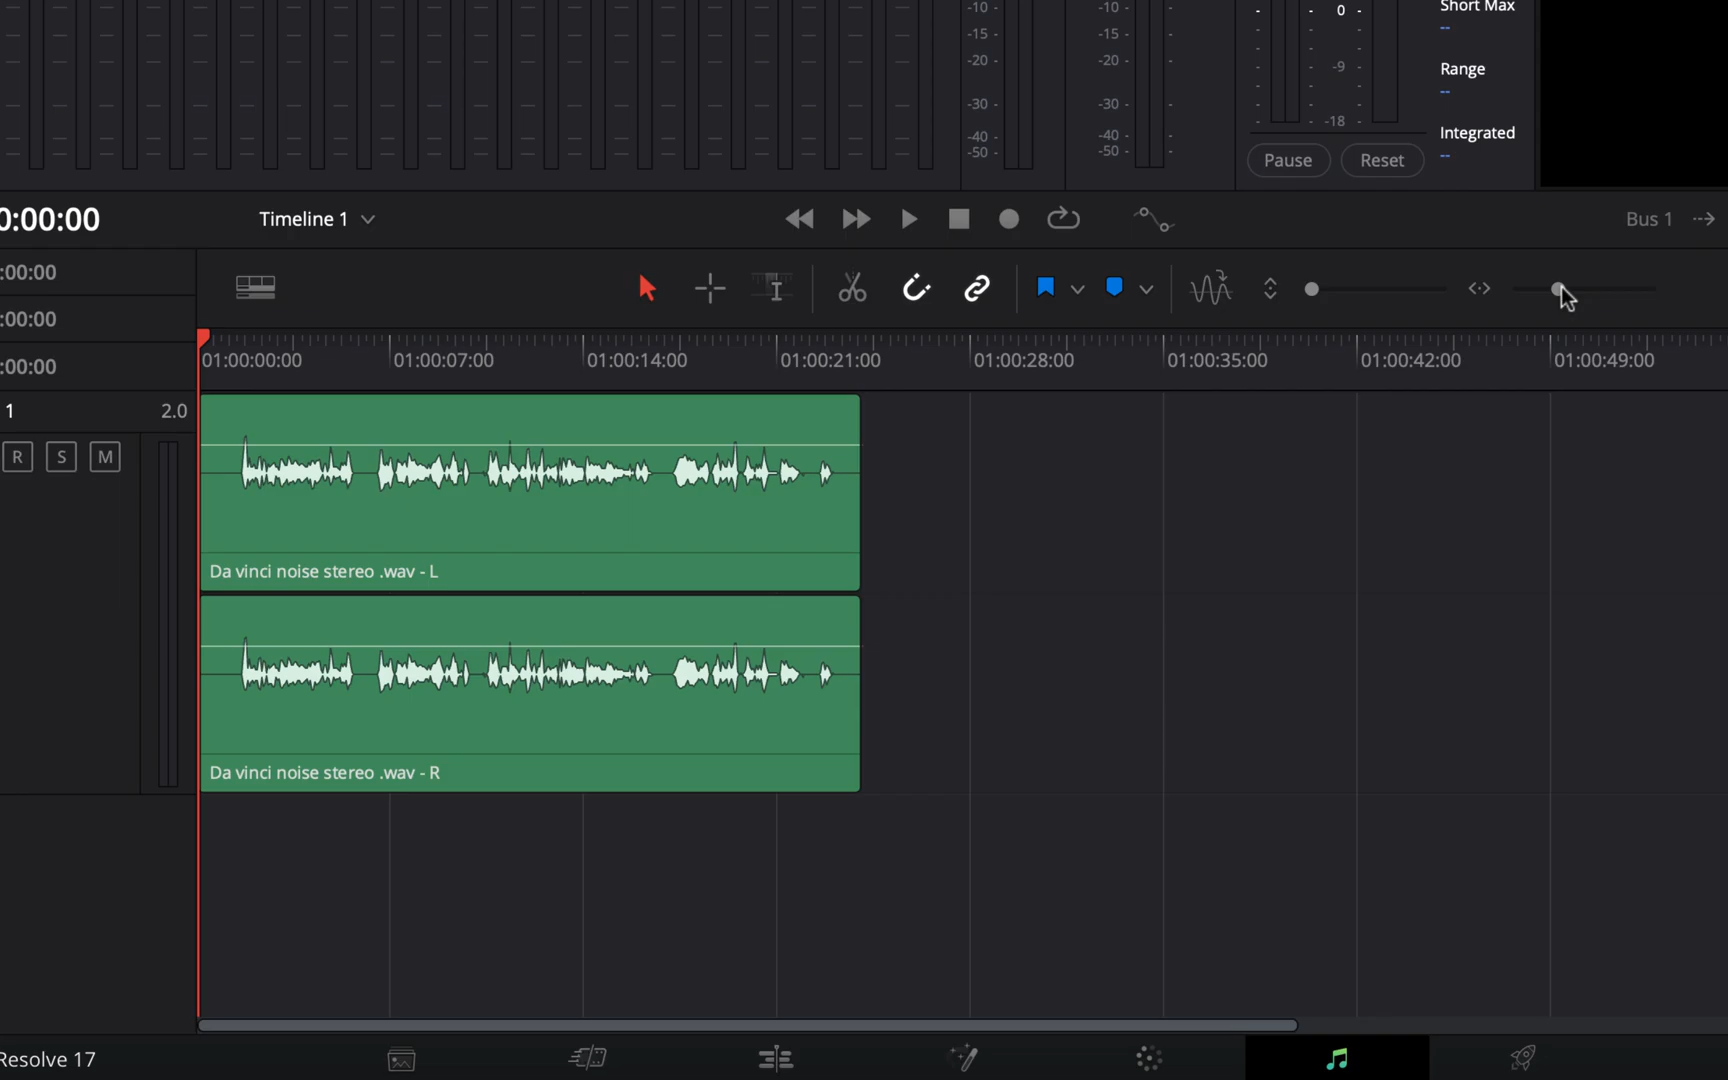 -10 -
-10 -
0
Short Max
--
-15 -
-15 -
-20 -
-20 -
-9
Range
--
-30 -
-30 -
-18
-40 -
-40 -
Integrated
--
-50 -
-50 -
Pause
Reset
0:00:00
Timeline 1
Bus 1
:00:00
:00:00
01:00:00:00
01:00:07:00
01:00:14:00
01:00:21:00
01:00:28:00
01:00:35:00
01:00:42:00
01:00:49:00
:00:00
1
2.0
R
S
M
Da vinci noise stereo .wav - L
Da vinci noise stereo .wav - R
Resolve 17